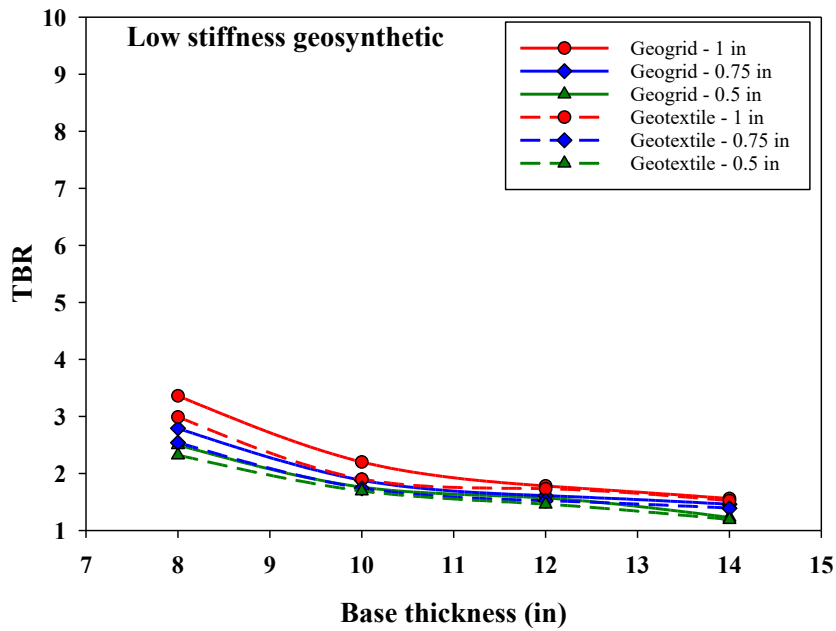 Low stiffness geosynthetic
Geogrid - 1 in
Geogrid - 0.75 in
Geogrid - 0.5 in
Geotextile - 1 in
Geotextile - 0.75 in
Geotextile - 0.5 in
TBR
10
9
8
7
6
5
4
3
2
1
7 8 9 10 11 12 13 14 15
Base thickness (in)